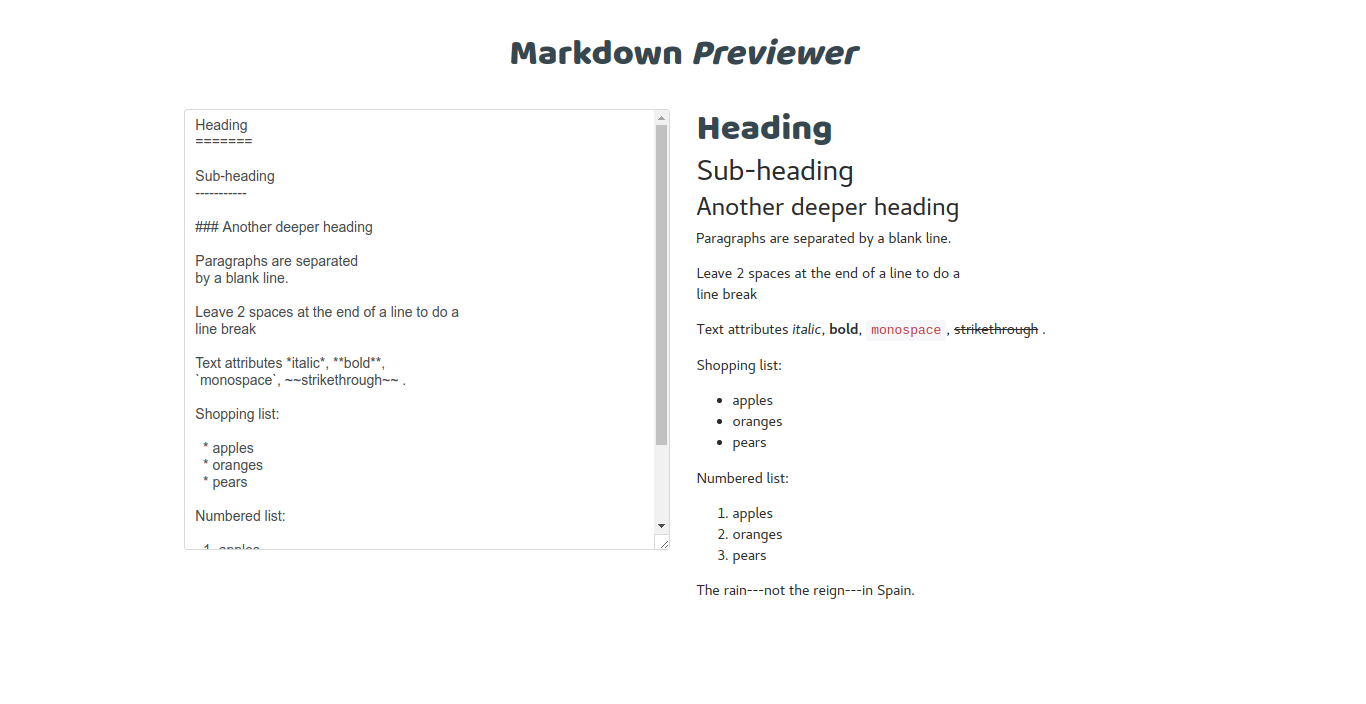 Markdown Previewer
Heading
=======
Sub-heading
-----------
### Another deeper heading
Paragraphs are separated
by a blank line.
Leave 2 spaces at the end of a line to do a
line break
Text attributes *italic*, **bold**,
`monospace`, ~~strikethrough~~ .
Shopping list:
* apples
* oranges
* pears
Numbered list:
1. apples
Heading
Sub-heading
Another deeper heading
Paragraphs are separated by a blank line.
Leave 2 spaces at the end of a line to do a
line break
Text attributes italic, bold, monospace, strikethrough .
Shopping list:
• apples
• oranges
• pears
Numbered list:
1. apples
2. oranges
3. pears
The rain---not the reign---in Spain.